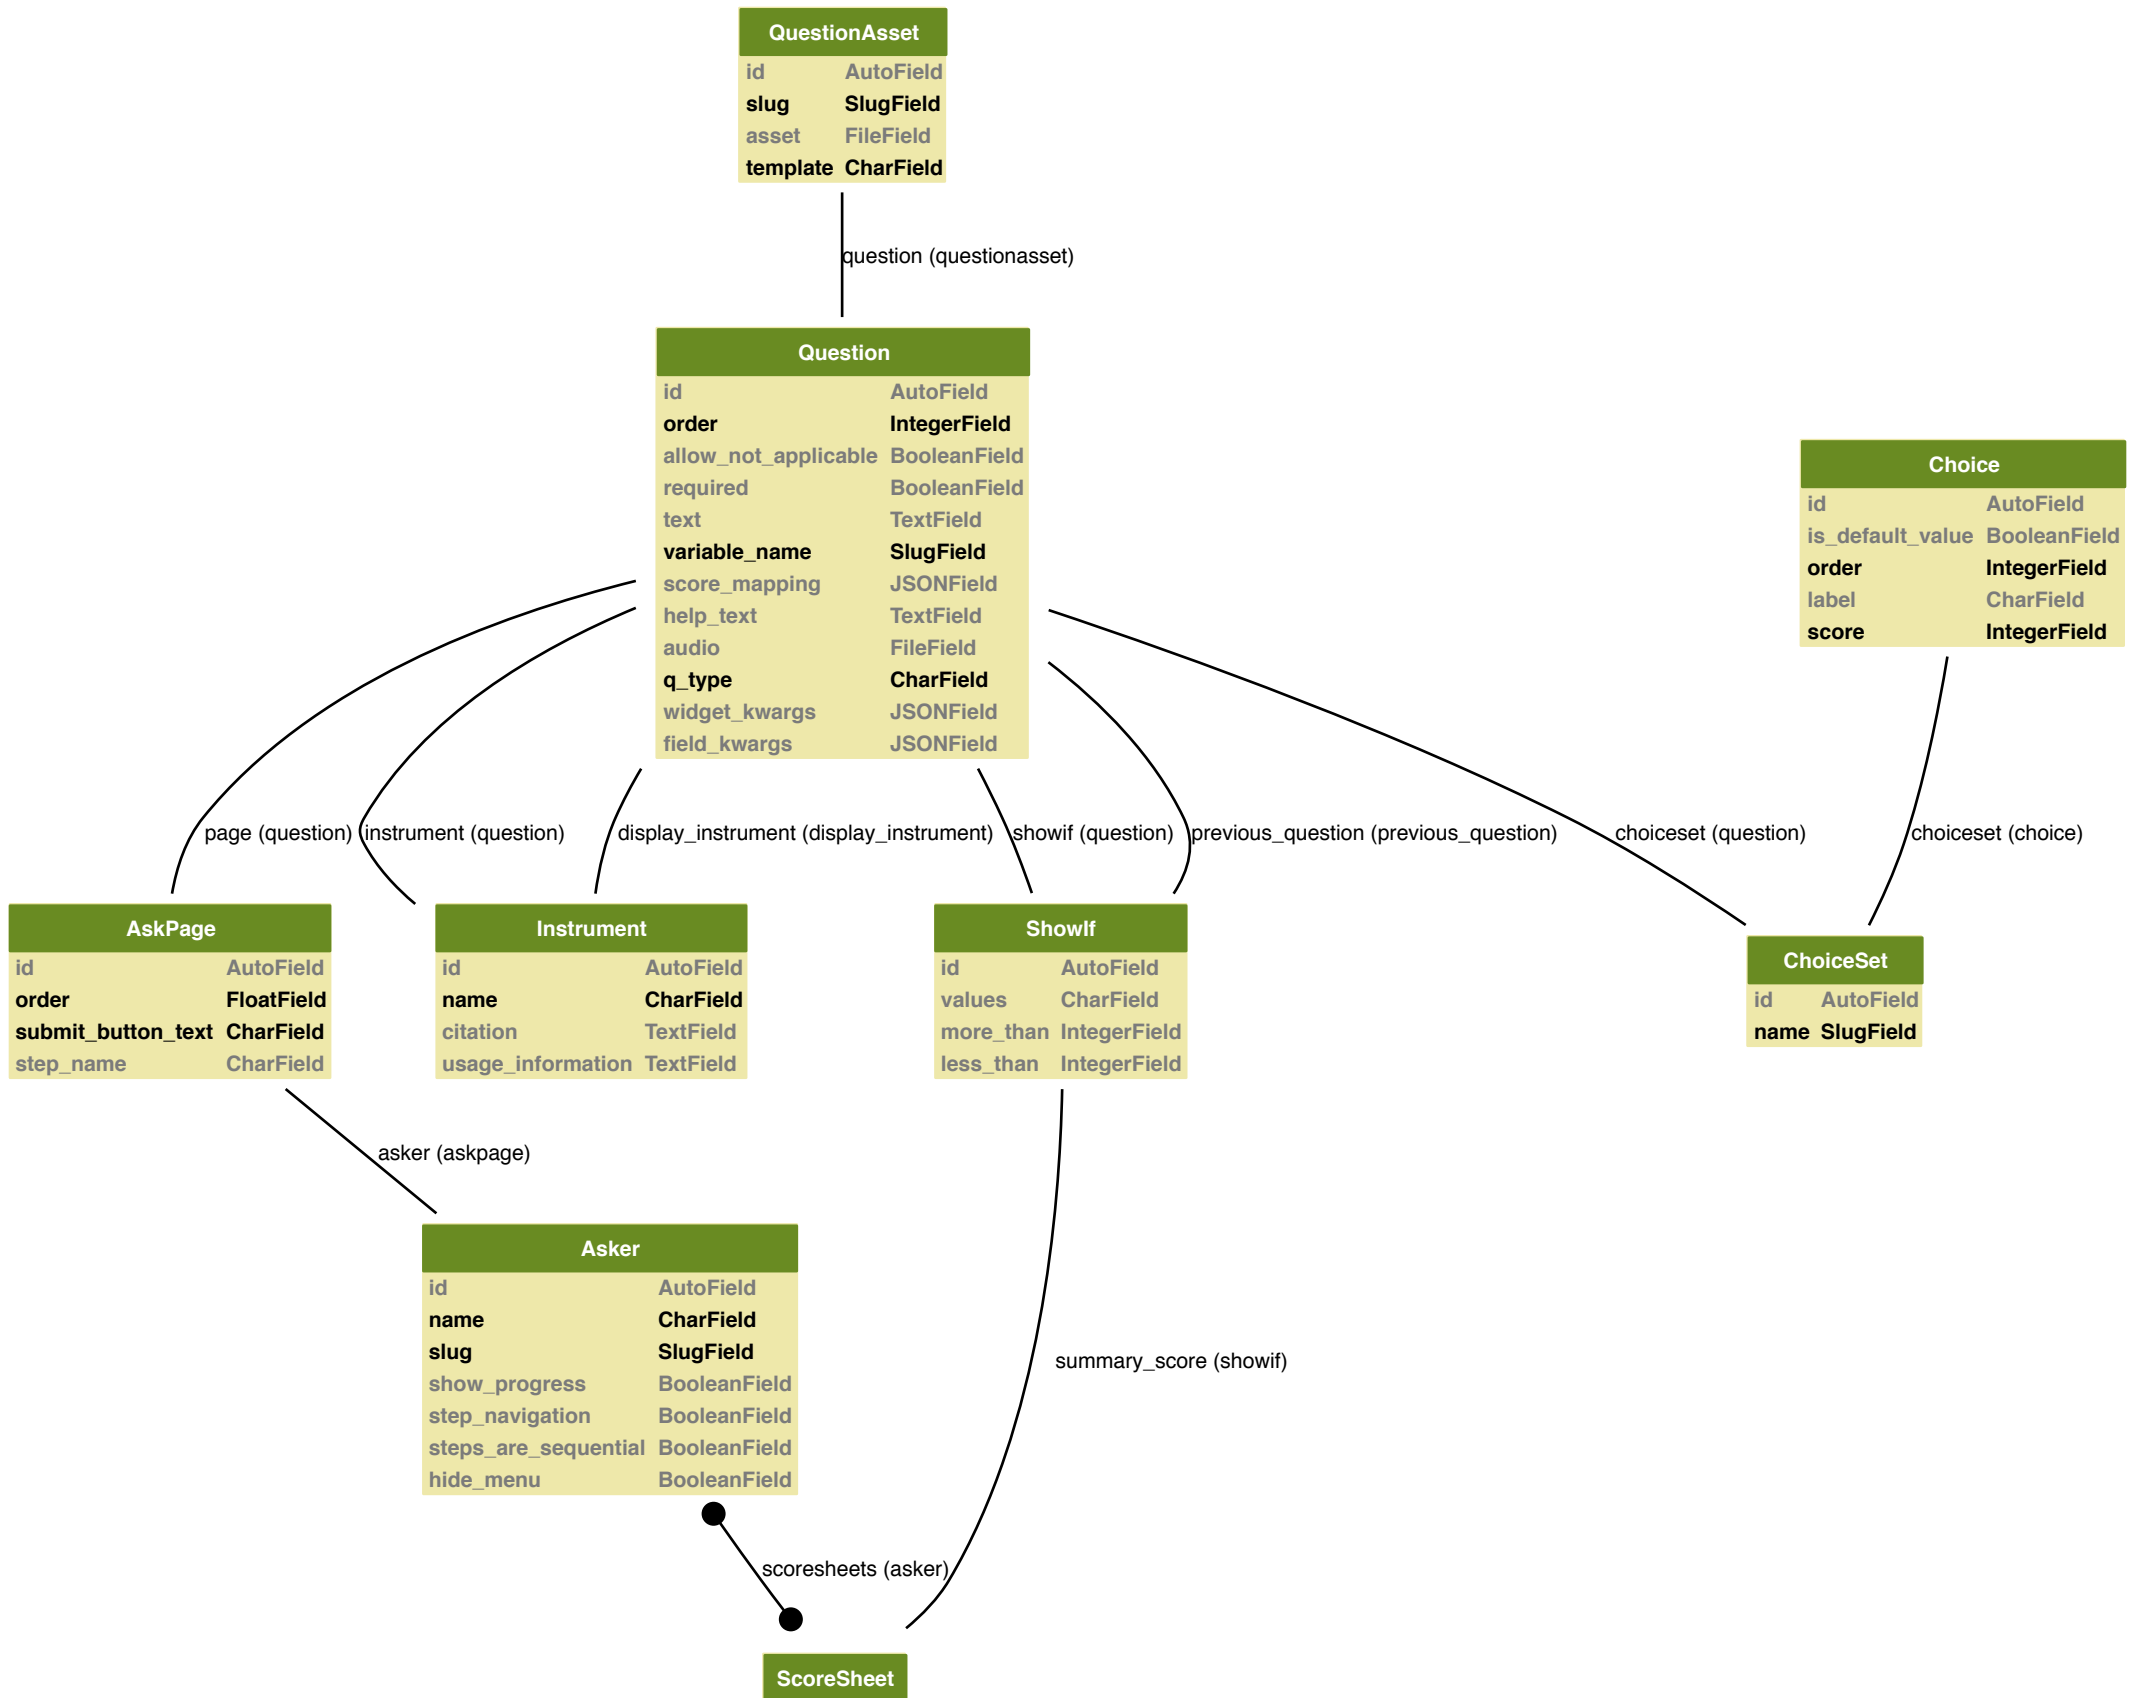 QuestionAsset
id AutoField
slug SlugField
asset FileField
template CharField
question (questionasset)
Question
id AutoField
order IntegerField
allow_not_applicable BooleanField
required BooleanField
text TextField
variable_name SlugField
score_mapping JSONField
help_text TextField
audio FileField
q_type CharField
widget_kwargs JSONField
field_kwargs JSONField
Choice
id AutoField
is_default_value BooleanField
order IntegerField
label CharField
score IntegerField
page (question)
instrument (question)
display_instrument (display_instrument)
showif (question)
previous_question (previous_question)
choiceset (question)
choiceset (choice)
AskPage
id AutoField
order FloatField
submit_button_text CharField
step_name CharField
Instrument
id AutoField
name CharField
citation TextField
usage_information TextField
ShowIf
id AutoField
values CharField
more_than IntegerField
less_than IntegerField
ChoiceSet
id AutoField
name SlugField
asker (askpage)
Asker
id AutoField
name CharField
slug SlugField
show_progress BooleanField
step_navigation BooleanField
steps_are_sequential BooleanField
hide_menu BooleanField
summary_score (showif)
scoresheets (asker)
ScoreSheet